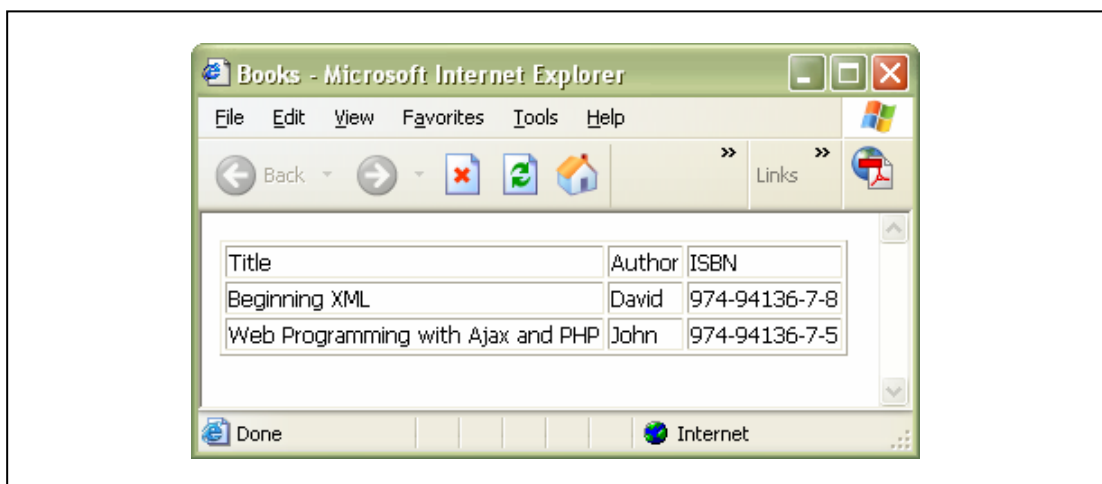 Books - Microsoft Internet Explorer
File Edit View Favorites Tools Help
Back » Links »
Title Author ISBN
Beginning XML David 974-94136-7-8
Web Programming with Ajax and PHP John 974-94136-7-5
Done Internet